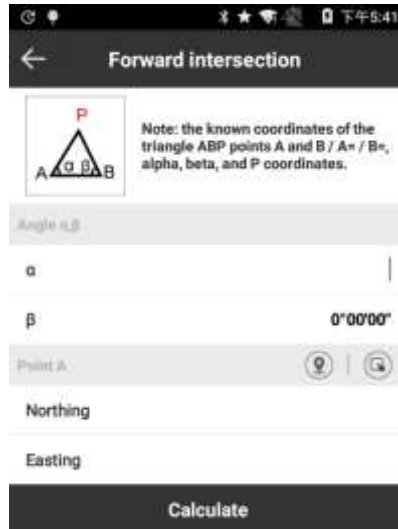 下午5:41
Forward intersection
P
A α β B
Note: the known coordinates of the
triangle ABP points A and B / A= / B=,
alpha, beta, and P coordinates.
Angle α,β
α
β 0°00'00"
Point A
Northing
Easting
Calculate